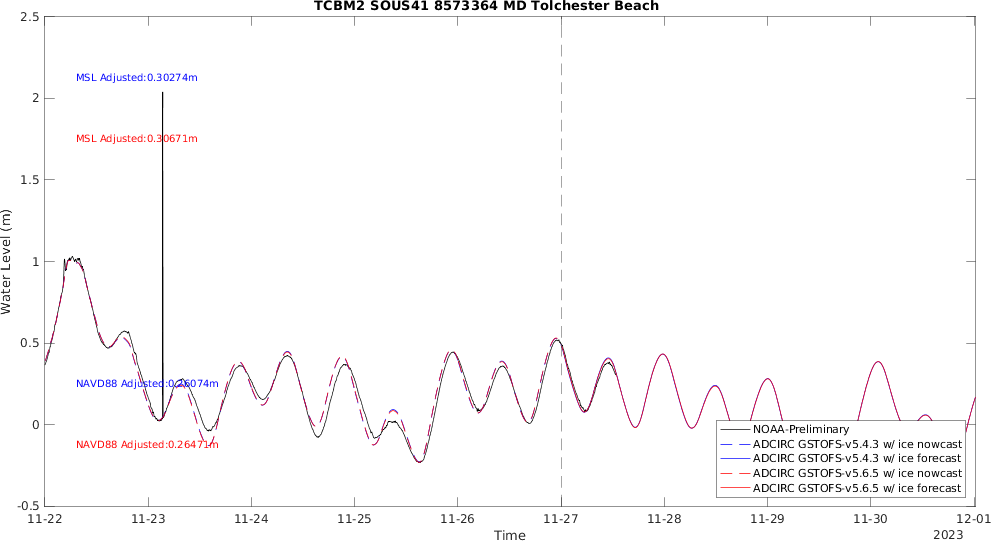 TCBM2 SOUS41 8573364 MD Tolchester Beach
2.5
MSL Adjusted:0.30274m
2
MSL Adjusted:0.30671m
1.5
Water Level (m)
1
0.5
NAVD88 Adjusted:0.26074m
0
NAVD88 Adjusted:0.26471m
NOAA-Preliminary
ADCIRC GSTOFS-v5.4.3 w/ ice nowcast
ADCIRC GSTOFS-v5.4.3 w/ ice forecast
ADCIRC GSTOFS-v5.6.5 w/ ice nowcast
ADCIRC GSTOFS-v5.6.5 w/ ice forecast
-0.5
11-22 11-23 11-24 11-25 11-26 11-27 11-28 11-29 11-30 12-01
Time
2023